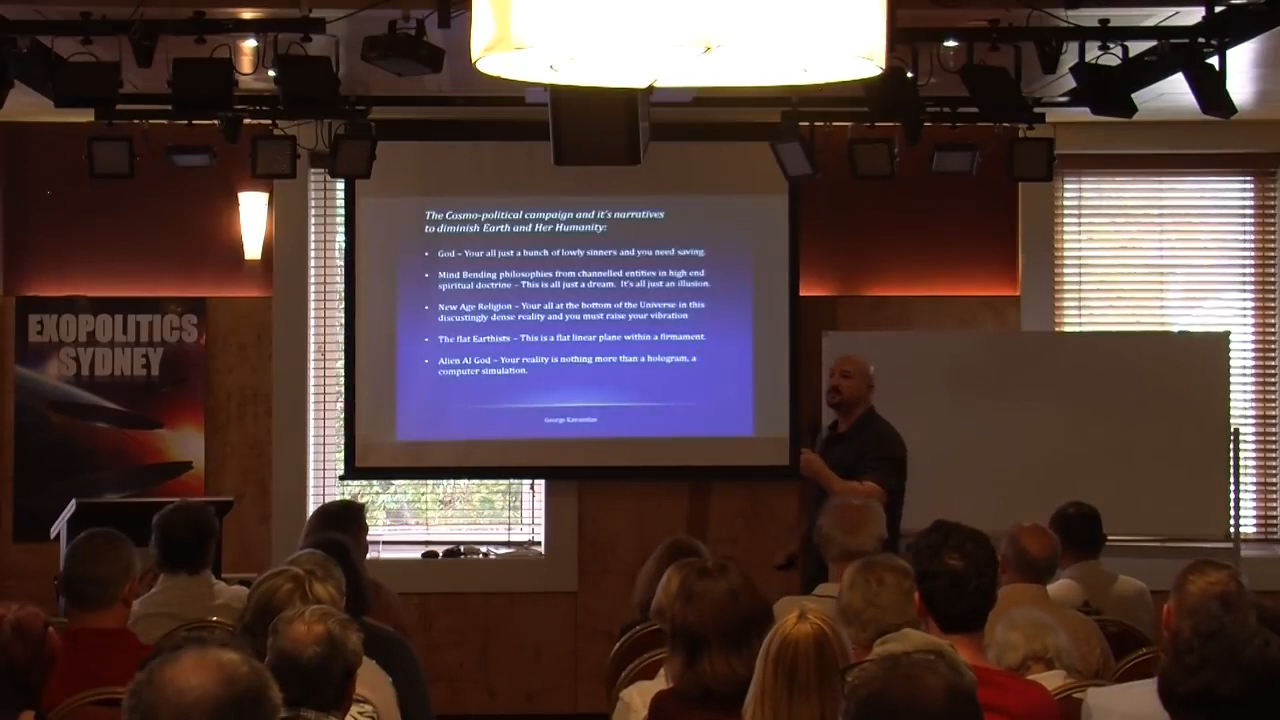 EXOPOLITICS
SYDNEY
The Cosmo-political campaign and it's narratives
to diminish Earth and Her Humanity:
• God – Your all just a bunch of lowly sinners and you need saving.
• Mind Bending philosophies from channelled entities in high end
spiritual doctrine – This is all just a dream. It's all just an illusion.
• New Age Religion – Your all at the bottom of the Universe in this
discustingly dense reality and you must raise your vibration
• The flat Earthists – This is a flat linear plane within a firmament.
• Alien AI God – Your reality is nothing more than a hologram, a
computer simulation.
George